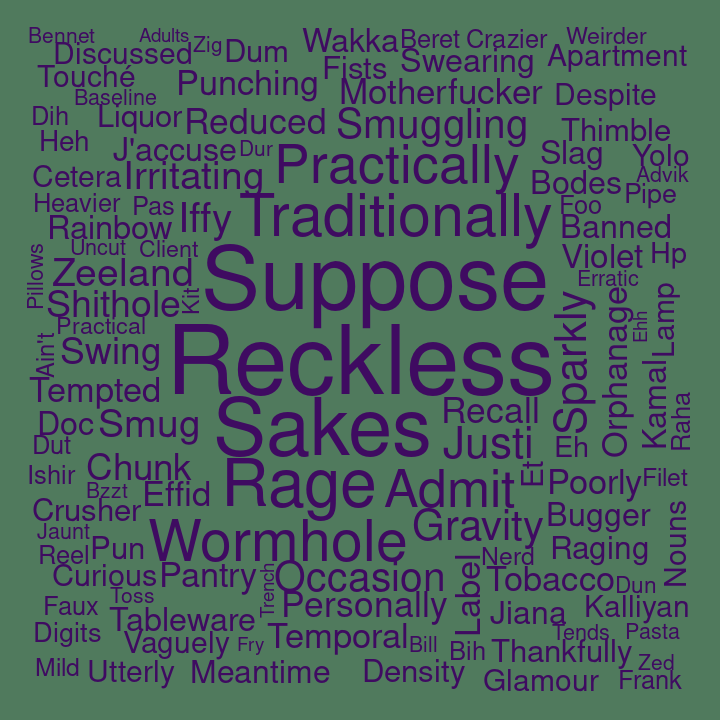 Bennet Adults Zig Dum Wakka Beret Crazier Weirder
Discussed Fists Swearing Apartment
Touché Punching Motherfucker Despite
Baseline
Dih Liquor Reduced Smuggling Thimble
Heh J'accuse Dur Practically Slag Yolo
Cetera Irritating Bodes Advik
Heavier Pas Iffy Traditionally Foo Pipe
Rainbow Banned
Uncut Client Suppose Violet Hp
Pillows Zeeland Erratic
Shithole Kit Sparkly Orphanage Ehh Lamp
Practical Reckless
Ain't Swing Kamal Raha
Tempted Sakes Recall
Doc Smug Justi
Dut Eh
Ishir Chunk Rage Admit Et Poorly Filet
Bzzt Effid
Crusher Wormhole Gravity Bugger Nouns
Jaunt
Reel Pun Nerd Raging
Curious Pantry Trench Occasion Label Tobacco Dun
Toss
Faux Tableware Personally Jiana Kalliyan
Digits Vaguely Fry Temporal Bill Bih Thankfully Tends Pasta
Mild Utterly Meantime Density Glamour Frank Zed